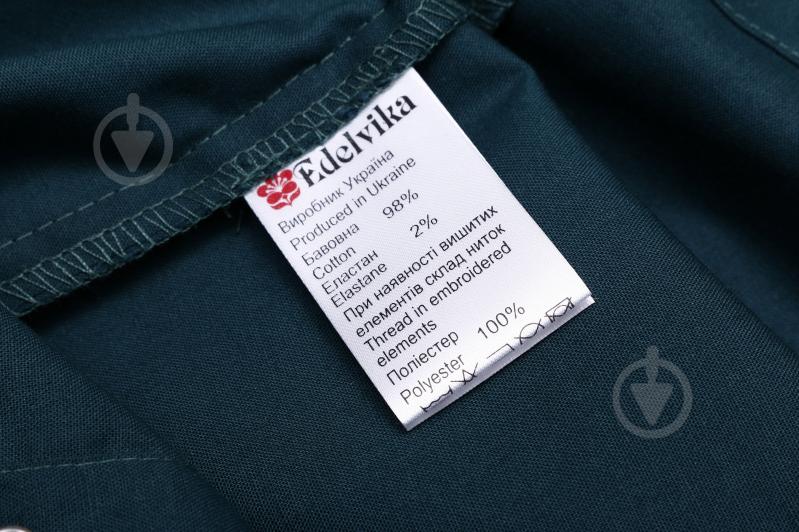 Edelvika
Виробник Україна
Produced in Ukraine
Бавовна 98%
Cotton
Еластан 2%
Elastane
При наявності вишитих
елементів склад ниток
Thread in embroidered
elements
Поліестер 100%
Polyester